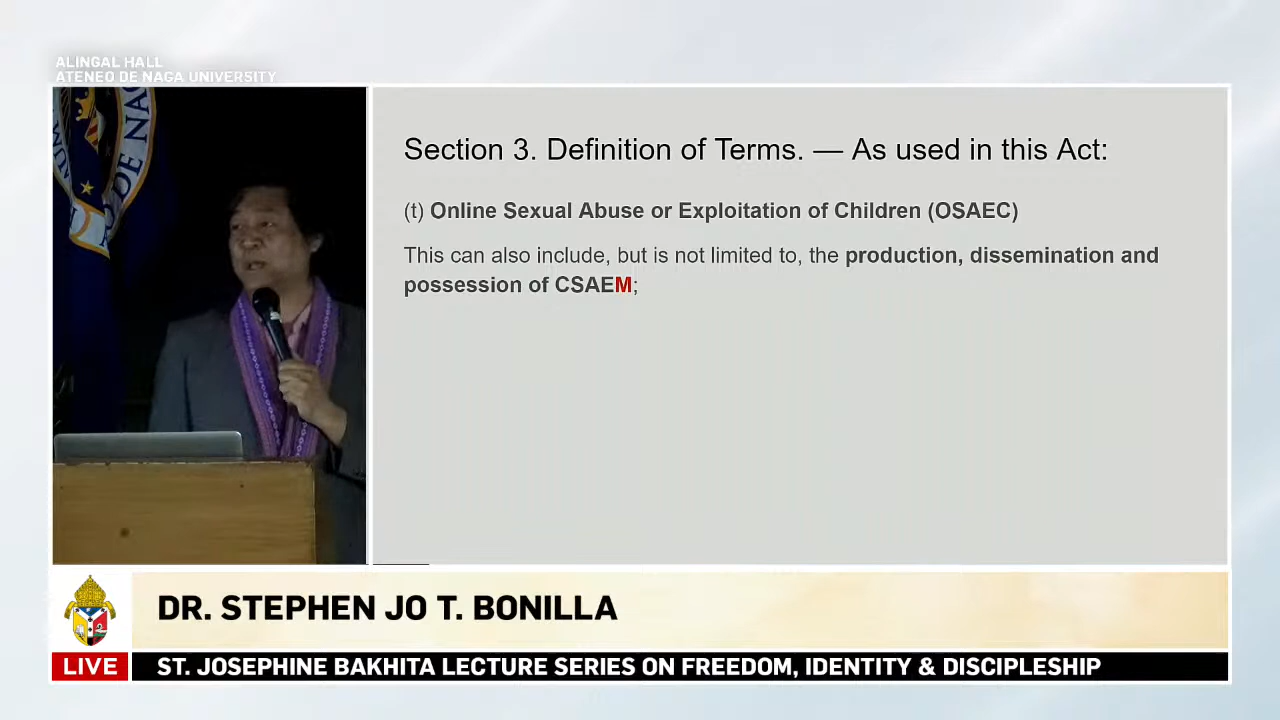 ALINGAL HALL
ATENEO DE NAGA UNIVERSITY
Section 3. Definition of Terms. — As used in this Act:
(t) Online Sexual Abuse or Exploitation of Children (OSAEC)
This can also include, but is not limited to, the production, dissemination and
possession of CSAEM;
DR. STEPHEN JO T. BONILLA
LIVE
ST. JOSEPHINE BAKHITA LECTURE SERIES ON FREEDOM, IDENTITY & DISCIPLESHIP